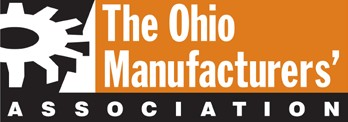 The Ohio
Manufacturers'
ASSOCIATION